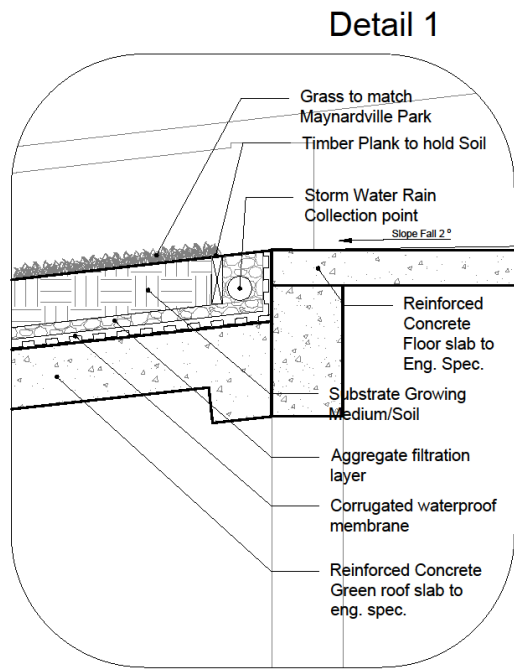 Detail 1
Grass to match
Maynardville Park
Timber Plank to hold Soil
Storm Water Rain
Collection point
Slope Fall 2°
Reinforced
Concrete
Floor slab to
Eng. Spec.
Substrate Growing
Medium/Soil
Aggregate filtration
layer
Corrugated waterproof
membrane
Reinforced Concrete
Green roof slab to
eng. spec.